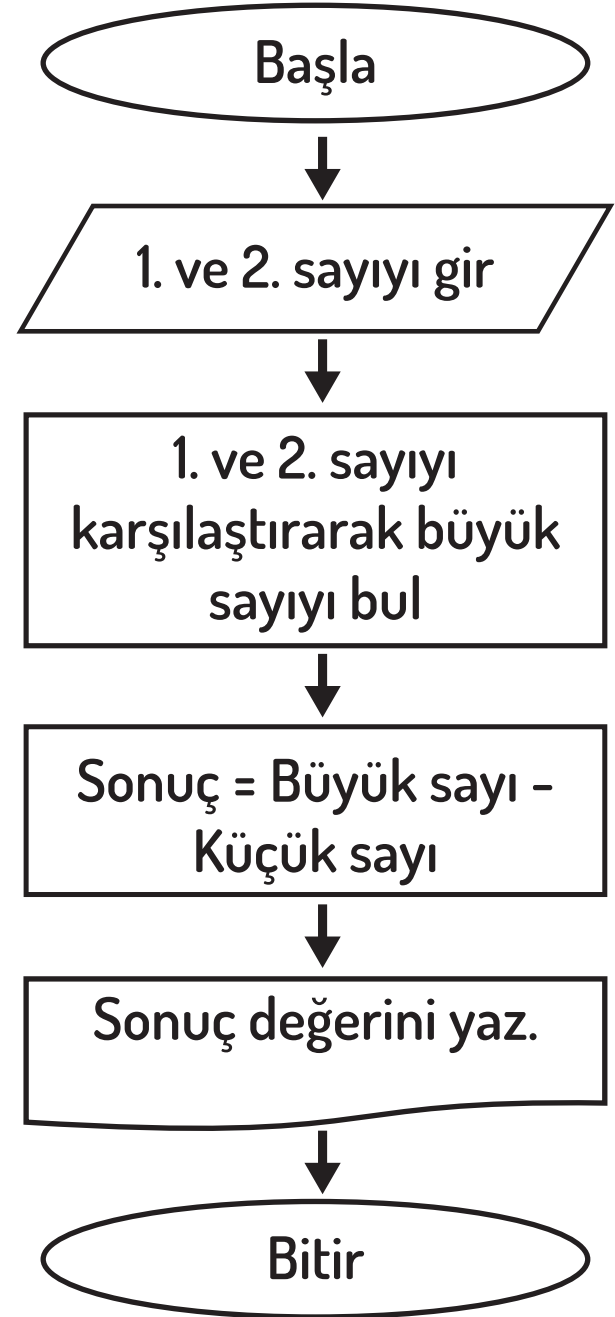 Başla
1. ve 2. sayıyı gir
1. ve 2. sayıyı
karşılaştırarak büyük
sayıyı bul
Sonuç = Büyük sayı -
Küçük sayı
Sonuç değerini yaz.
Bitir